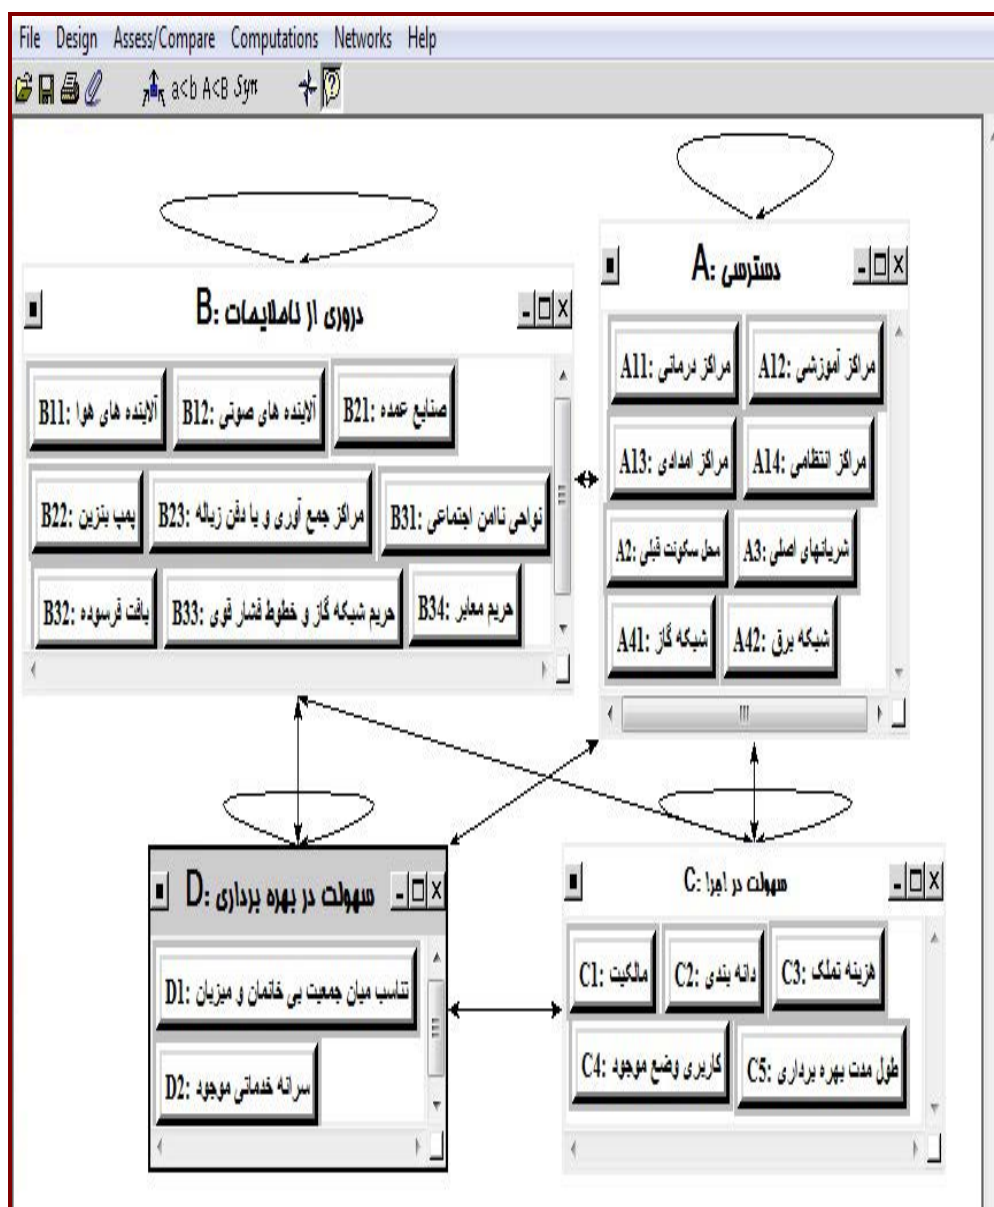 File Design Assess/Compare Computations Networks Help
a<b A<B Syn
B: دروری از ناملایمات
B11: آلاینده های هوا
B12: آلاینده های صوتی
B21: صنایع عمده
B22: پمپ بنزین
B23: مراکز جمع آوری و یا دفن زباله
B31: نواحی ناامن اجتماعی
B32: بافت فرسوده
B33: حریم شبکه گاز و خطوط فشار قوی
B34: حریم معابر
A: دسترسی
A11: مراکز درمانی
A12: مراکز آموزشی
A13: مراکز امدادی
A14: مراکز انتظامی
A2: محل سکونت قبلی
A3: شریانهای اصلی
A41: شبکه گاز
A42: شبکه برق
D: سهولت در بهره برداری
D1: تناسب میان جمعیت بی خانمان و میزبان
D2: سرانه خدماتی موجود
C: سهولت در اجرا
C1: مالکیت
C2: دانه بندی
C3: هزینه تملک
C4: کاربری وضع موجود
C5: طول مدت بهره برداری